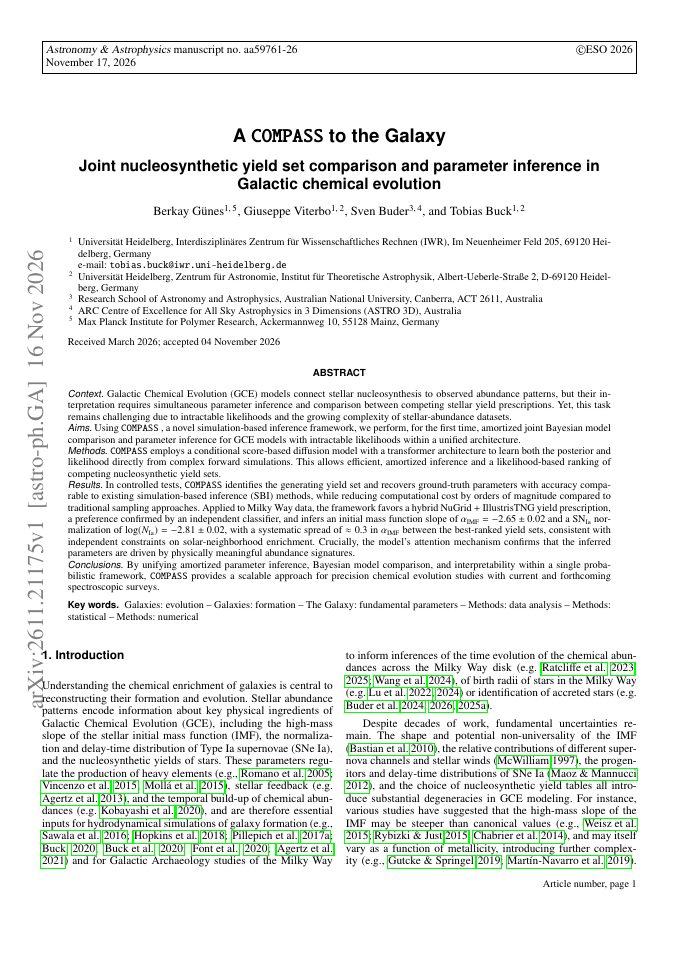 Astronomy & Astrophysics manuscript no. aa59761-26
©ESO 2026
November 17, 2026
A COMPASS to the Galaxy
Joint nucleosynthetic yield set comparison and parameter inference in
Galactic chemical evolution
Berkay Günes1, 5, Giuseppe Viterbo1, 2, Sven Buder3, 4, and Tobias Buck1, 2
1 Universität Heidelberg, Interdisziplinäres Zentrum für Wissenschaftliches Rechnen (IWR), Im Neuenheimer Feld 205, 69120 Hei-
delberg, Germany
e-mail: tobias.buck@iwr.uni-heidelberg.de
2 Universität Heidelberg, Zentrum für Astronomie, Institut für Theoretische Astrophysik, Albert-Ueberle-Straße 2, D-69120 Heidel-
berg, Germany
3 Research School of Astronomy and Astrophysics, Australian National University, Canberra, ACT 2611, Australia
4 ARC Centre of Excellence for All Sky Astrophysics in 3 Dimensions (ASTRO 3D), Australia
5 Max Planck Institute for Polymer Research, Ackermannweg 10, 55128 Mainz, Germany
Received March 2026; accepted 04 November 2026
ABSTRACT
Context. Galactic Chemical Evolution (GCE) models connect stellar nucleosynthesis to observed abundance patterns, but their in-
terpretation requires simultaneous parameter inference and comparison between competing stellar yield prescriptions. Yet, this task
remains challenging due to intractable likelihoods and the growing complexity of stellar-abundance datasets.
Aims. Using COMPASS , a novel simulation-based inference framework, we perform, for the first time, amortized joint Bayesian model
comparison and parameter inference for GCE models with intractable likelihoods within a unified architecture.
Methods. COMPASS employs a conditional score-based diffusion model with a transformer architecture to learn both the posterior and
likelihood directly from complex forward simulations. This allows efficient, amortized inference and a likelihood-based ranking of
competing nucleosynthetic yield sets.
Results. In controlled tests, COMPASS identifies the generating yield set and recovers ground-truth parameters with accuracy compa-
rable to existing simulation-based inference (SBI) methods, while reducing computational cost by orders of magnitude compared to
traditional sampling approaches. Applied to Milky Way data, the framework favors a hybrid NuGrid + IllustrisTNG yield prescription,
a preference confirmed by an independent classifier, and infers an initial mass function slope of αIMF = −2.65 ± 0.02 and a SNIa nor-
malization of log(NIa) = −2.81 ± 0.02, with a systematic spread of ≈ 0.3 in αIMF between the best-ranked yield sets, consistent with
independent constraints on solar-neighborhood enrichment. Crucially, the model's attention mechanism confirms that the inferred
parameters are driven by physically meaningful abundance signatures.
Conclusions. By unifying amortized parameter inference, Bayesian model comparison, and interpretability within a single proba-
bilistic framework, COMPASS provides a scalable approach for precision chemical evolution studies with current and forthcoming
spectroscopic surveys.
Key words. Galaxies: evolution – Galaxies: formation – The Galaxy: fundamental parameters – Methods: data analysis – Methods:
statistical – Methods: numerical
arXiv:2611.21175v1 [astro-ph.GA] 16 Nov 2026
1. Introduction
Understanding the chemical enrichment of galaxies is central to
reconstructing their formation and evolution. Stellar abundance
patterns encode information about key physical ingredients of
Galactic Chemical Evolution (GCE), including the high-mass
slope of the stellar initial mass function (IMF), the normaliza-
tion and delay-time distribution of Type Ia supernovae (SNe Ia),
and the nucleosynthetic yields of stars. These parameters regu-
late the production of heavy elements (e.g., Romano et al. 2005;
Vincenzo et al. 2015; Mollá et al. 2015), stellar feedback (e.g.
Agertz et al. 2013), and the temporal build-up of chemical abun-
dances (e.g. Kobayashi et al. 2020), and are therefore essential
inputs for hydrodynamical simulations of galaxy formation (e.g.,
Sawala et al. 2016; Hopkins et al. 2018; Pillepich et al. 2017a;
Buck 2020; Buck et al. 2020; Font et al. 2020; Agertz et al.
2021) and for Galactic Archaeology studies of the Milky Way
to inform inferences of the time evolution of the chemical abun-
dances across the Milky Way disk (e.g. Ratcliffe et al. 2023,
2025; Wang et al. 2024), of birth radii of stars in the Milky Way
(e.g. Lu et al. 2022, 2024) or identification of accreted stars (e.g.
Buder et al. 2024, 2026, 2025a).
Despite decades of work, fundamental uncertainties re-
main. The shape and potential non-universality of the IMF
(Bastian et al. 2010), the relative contributions of different super-
nova channels and stellar winds (McWilliam 1997), the progen-
itors and delay-time distributions of SNe Ia (Maoz & Mannucci
2012), and the choice of nucleosynthetic yield tables all intro-
duce substantial degeneracies in GCE modeling. For instance,
various studies have suggested that the high-mass slope of the
IMF may be steeper than canonical values (e.g., Weisz et al.
2015; Rybizki & Just 2015; Chabrier et al. 2014), and may itself
vary as a function of metallicity, introducing further complex-
ity (e.g., Gutcke & Springel 2019; Martín-Navarro et al. 2019).
Article number, page 1